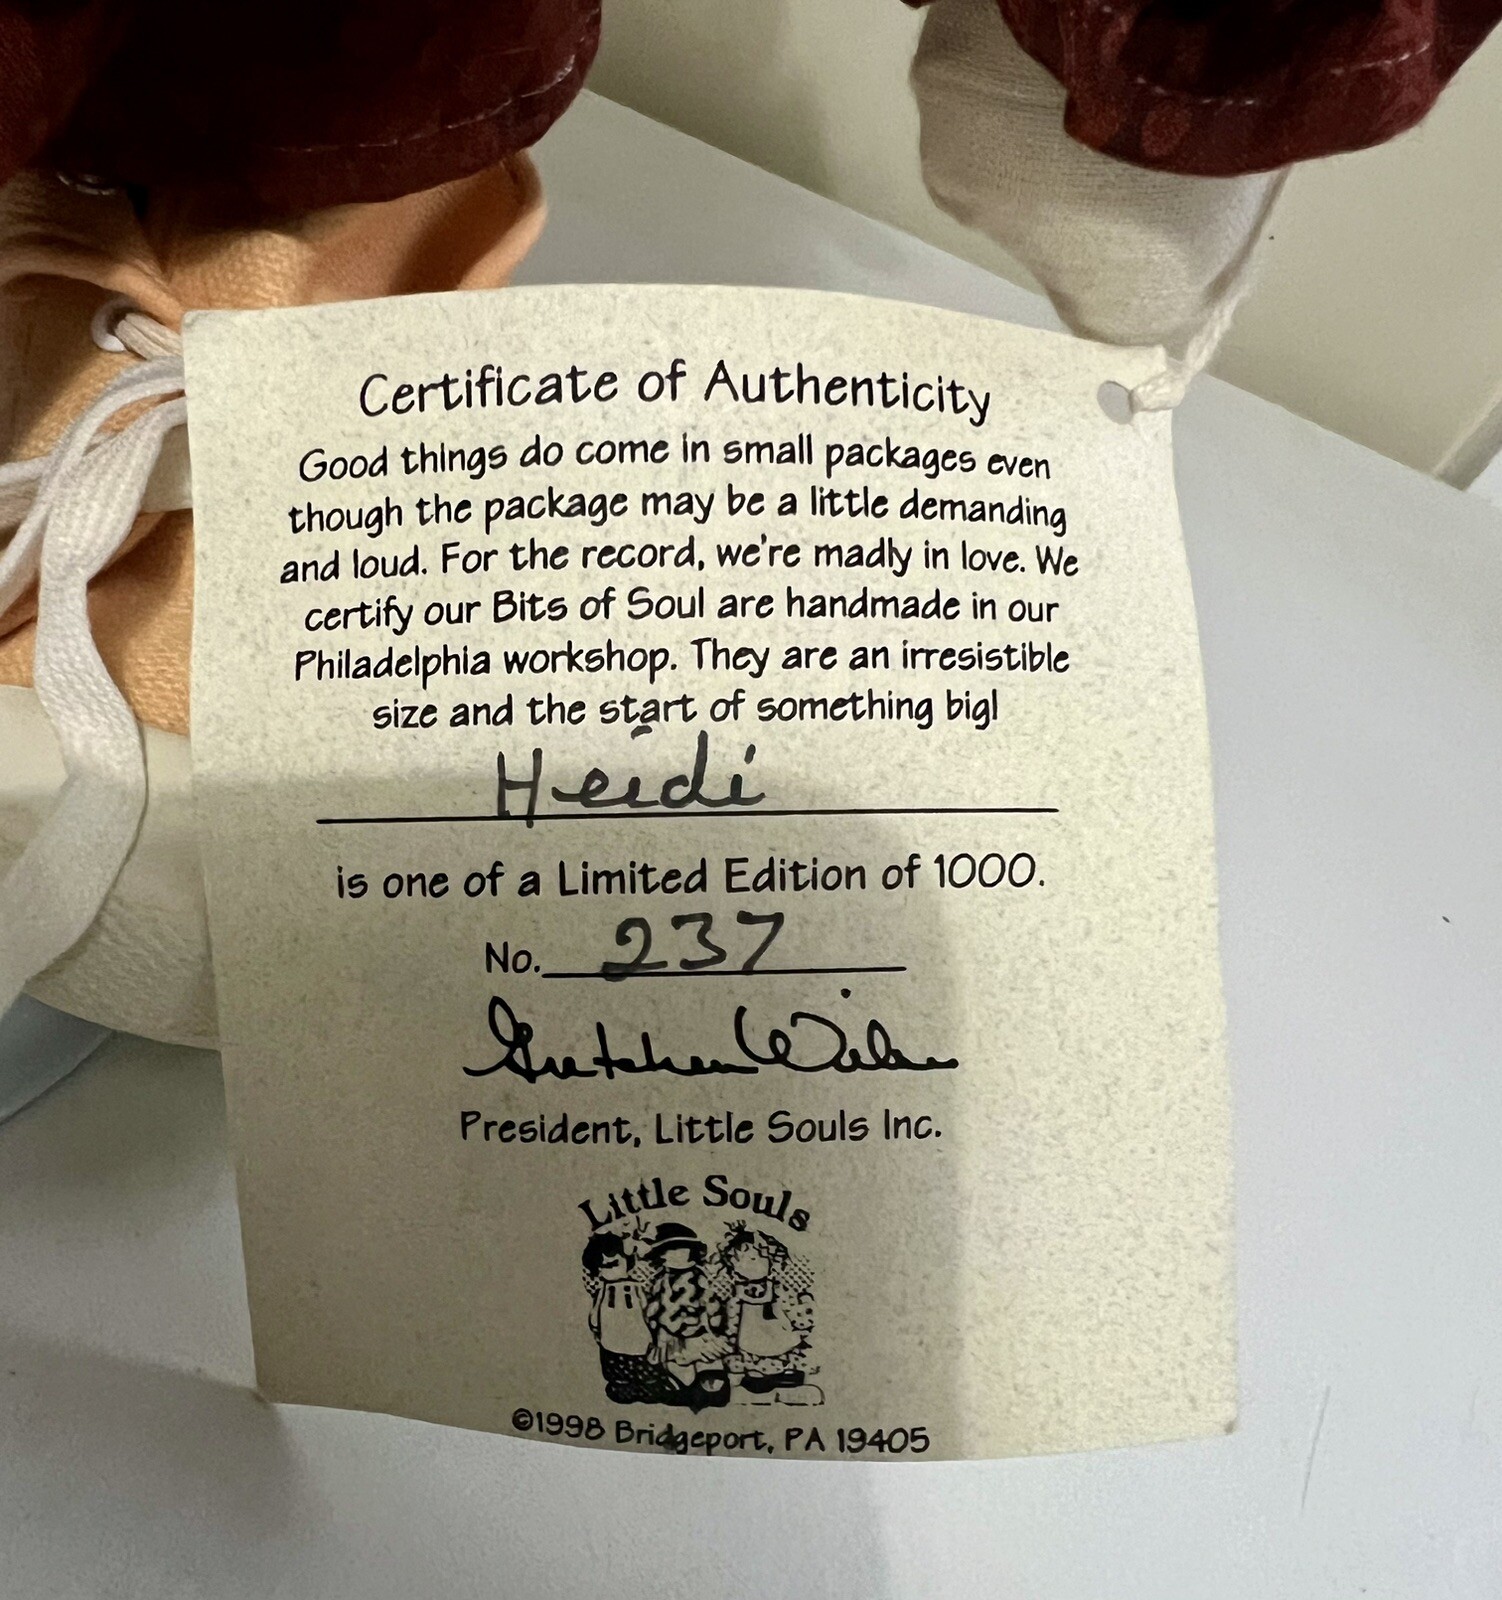 Certificate of Authenticity
Good things do come in small packages even
though the package may be a little demanding
and loud. For the record, we're madly in love. We
certify our Bits of Soul are handmade in our
Philadelphia workshop. They are an irresistible
size and the start of something big!
Heidi
is one of a Limited Edition of 1000.
No. 237
Gretchen Wilson
President, Little Souls Inc.
Little Souls
©1998 Bridgeport, PA 19405